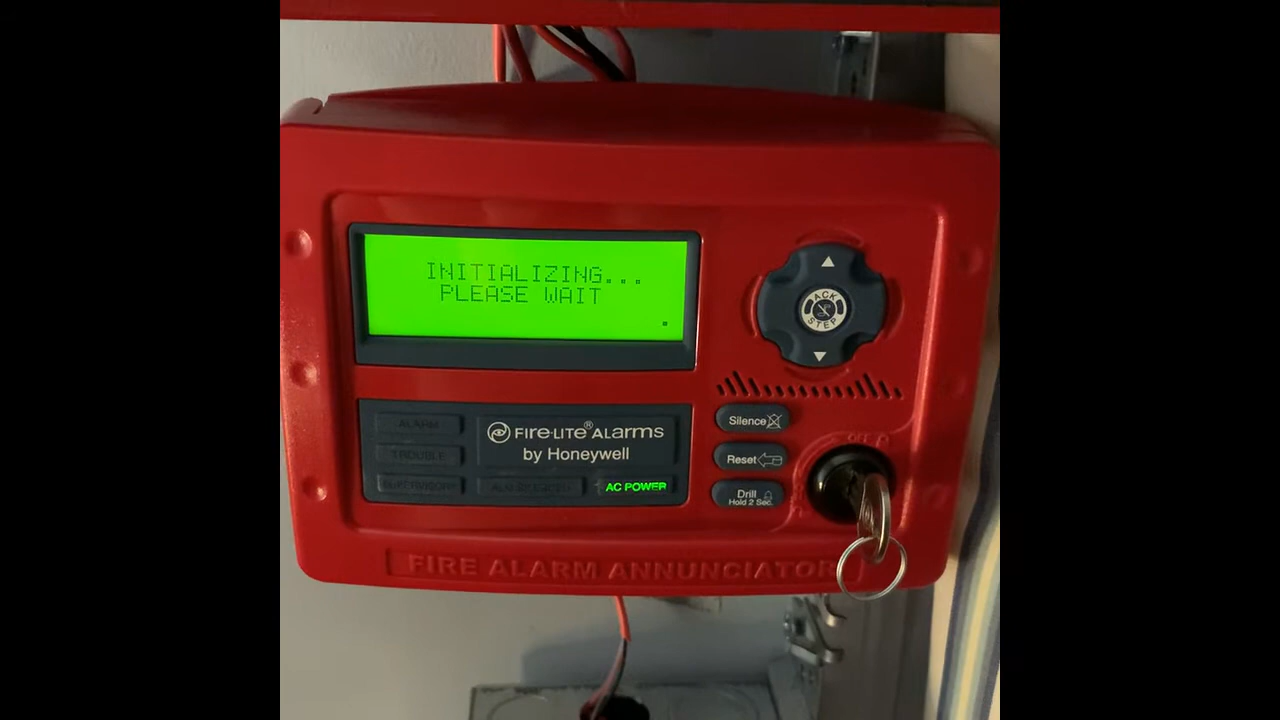 INITIALIZING...
PLEASE WAIT
.
ACK
STEP
Silence
Reset
Drill
Hold 2 Sec.
ALARM
TROUBLE
SUPERVISORY
FIRE·LITE® ALARMS
by Honeywell
AC POWER
FIRE ALARM ANNUNCIATOR